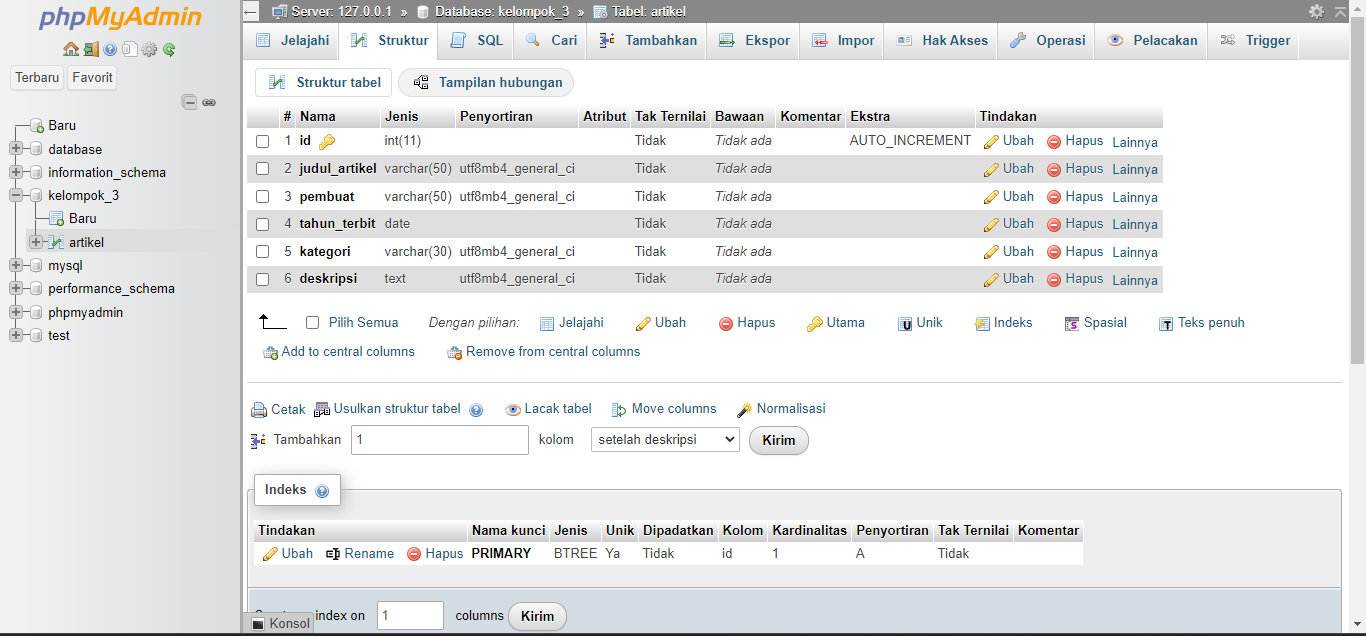 phpMyAdmin
Server: 127.0.0.1 » Database: kelompok_3 » Tabel: artikel
Jelajahi Struktur SQL Cari Tambahkan Ekspor Impor Hak Akses Operasi Pelacakan Trigger
Terbaru Favorit
Struktur tabel Tampilan hubungan
Baru
database
information_schema
kelompok_3
Baru
artikel
mysql
performance_schema
phpmyadmin
test
# Nama Jenis Penyortiran Atribut Tak Ternilai Bawaan Komentar Ekstra Tindakan
1 id int(11) Tidak Tidak ada AUTO_INCREMENT Ubah Hapus Lainnya
2 judul_artikel varchar(50) utf8mb4_general_ci Tidak Tidak ada Ubah Hapus Lainnya
3 pembuat varchar(50) utf8mb4_general_ci Tidak Tidak ada Ubah Hapus Lainnya
4 tahun_terbit date Tidak Tidak ada Ubah Hapus Lainnya
5 kategori varchar(30) utf8mb4_general_ci Tidak Tidak ada Ubah Hapus Lainnya
6 deskripsi text utf8mb4_general_ci Tidak Tidak ada Ubah Hapus Lainnya
Pilih Semua Dengan pilihan: Jelajahi Ubah Hapus Utama Unik Indeks Spasial Teks penuh
Add to central columns Remove from central columns
Cetak Usulkan struktur tabel Lacak tabel Move columns Normalisasi
Tambahkan 1 kolom setelah deskripsi Kirim
Indeks
Tindakan Nama kunci Jenis Unik Dipadatkan Kolom Kardinalitas Penyortiran Tak Ternilai Komentar
Ubah Rename Hapus PRIMARY BTREE Ya Tidak id 1 A Tidak
index on 1 columns Kirim
Konsol